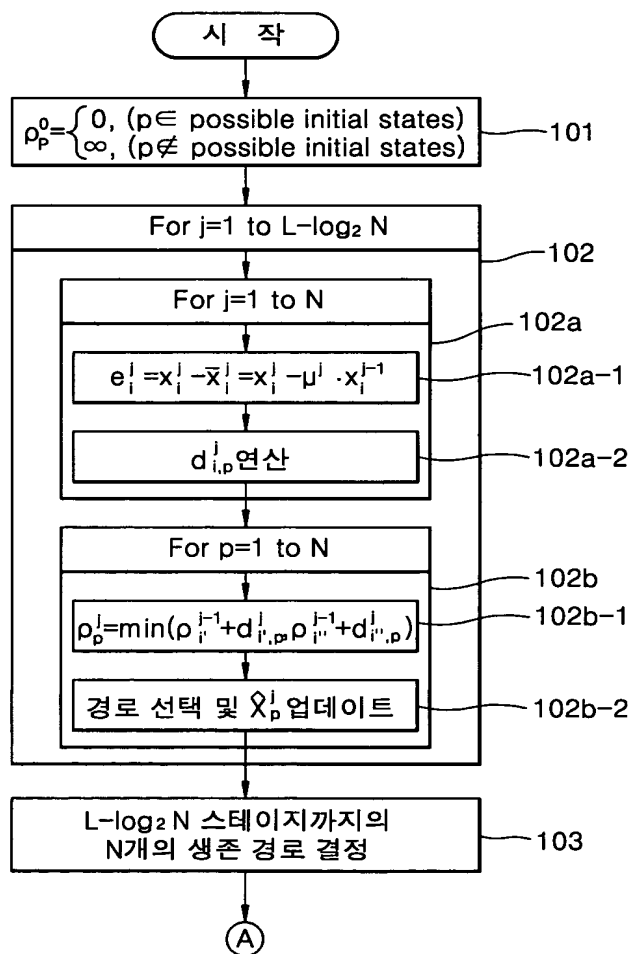 시 작
ρ_p^0={ 0, (p∈ possible initial states)
∞, (p∉ possible initial states)
101
For j=1 to L-log₂ N
102
For j=1 to N
102a
e_i^j = x_i^j - x̄_i^j = x_i^j - μ^j · x_i^{j-1}
102a-1
d_{i,p}^j 연산
102a-2
For p=1 to N
102b
ρ_p^j=min(ρ_{i'}^{j-1}+d_{i',p}^j, ρ_{i''}^{j-1}+d_{i'',p}^j)
102b-1
경로 선택 및 x̂_p^j 업데이트
102b-2
L-log₂ N 스테이지까지의
N개의 생존 경로 결정
103
A